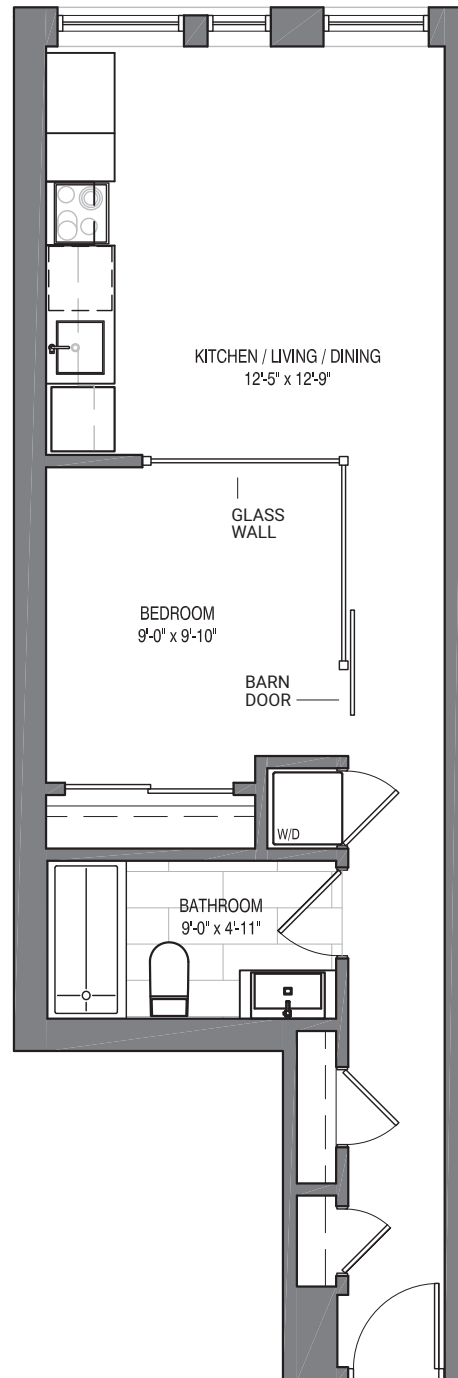 KITCHEN / LIVING / DINING
12'-5" x 12'-9"
GLASS
WALL
BEDROOM
9'-0" x 9'-10"
BARN
DOOR
W/D
BATHROOM
9'-0" x 4'-11"